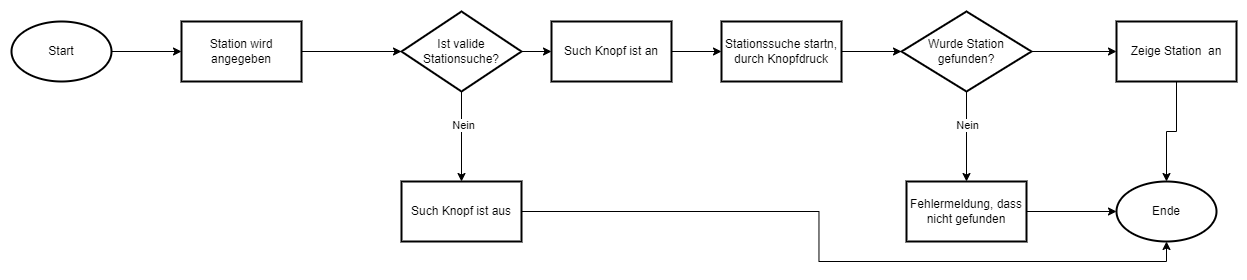 Start
Station wird
angegeben
Ist valide
Stationsuche?
Such Knopf ist an
Stationssuche startn,
durch Knopfdruck
Wurde Station
gefunden?
Zeige Station  an
Nein
Nein
Such Knopf ist aus
Fehlermeldung, dass
nicht gefunden
Ende